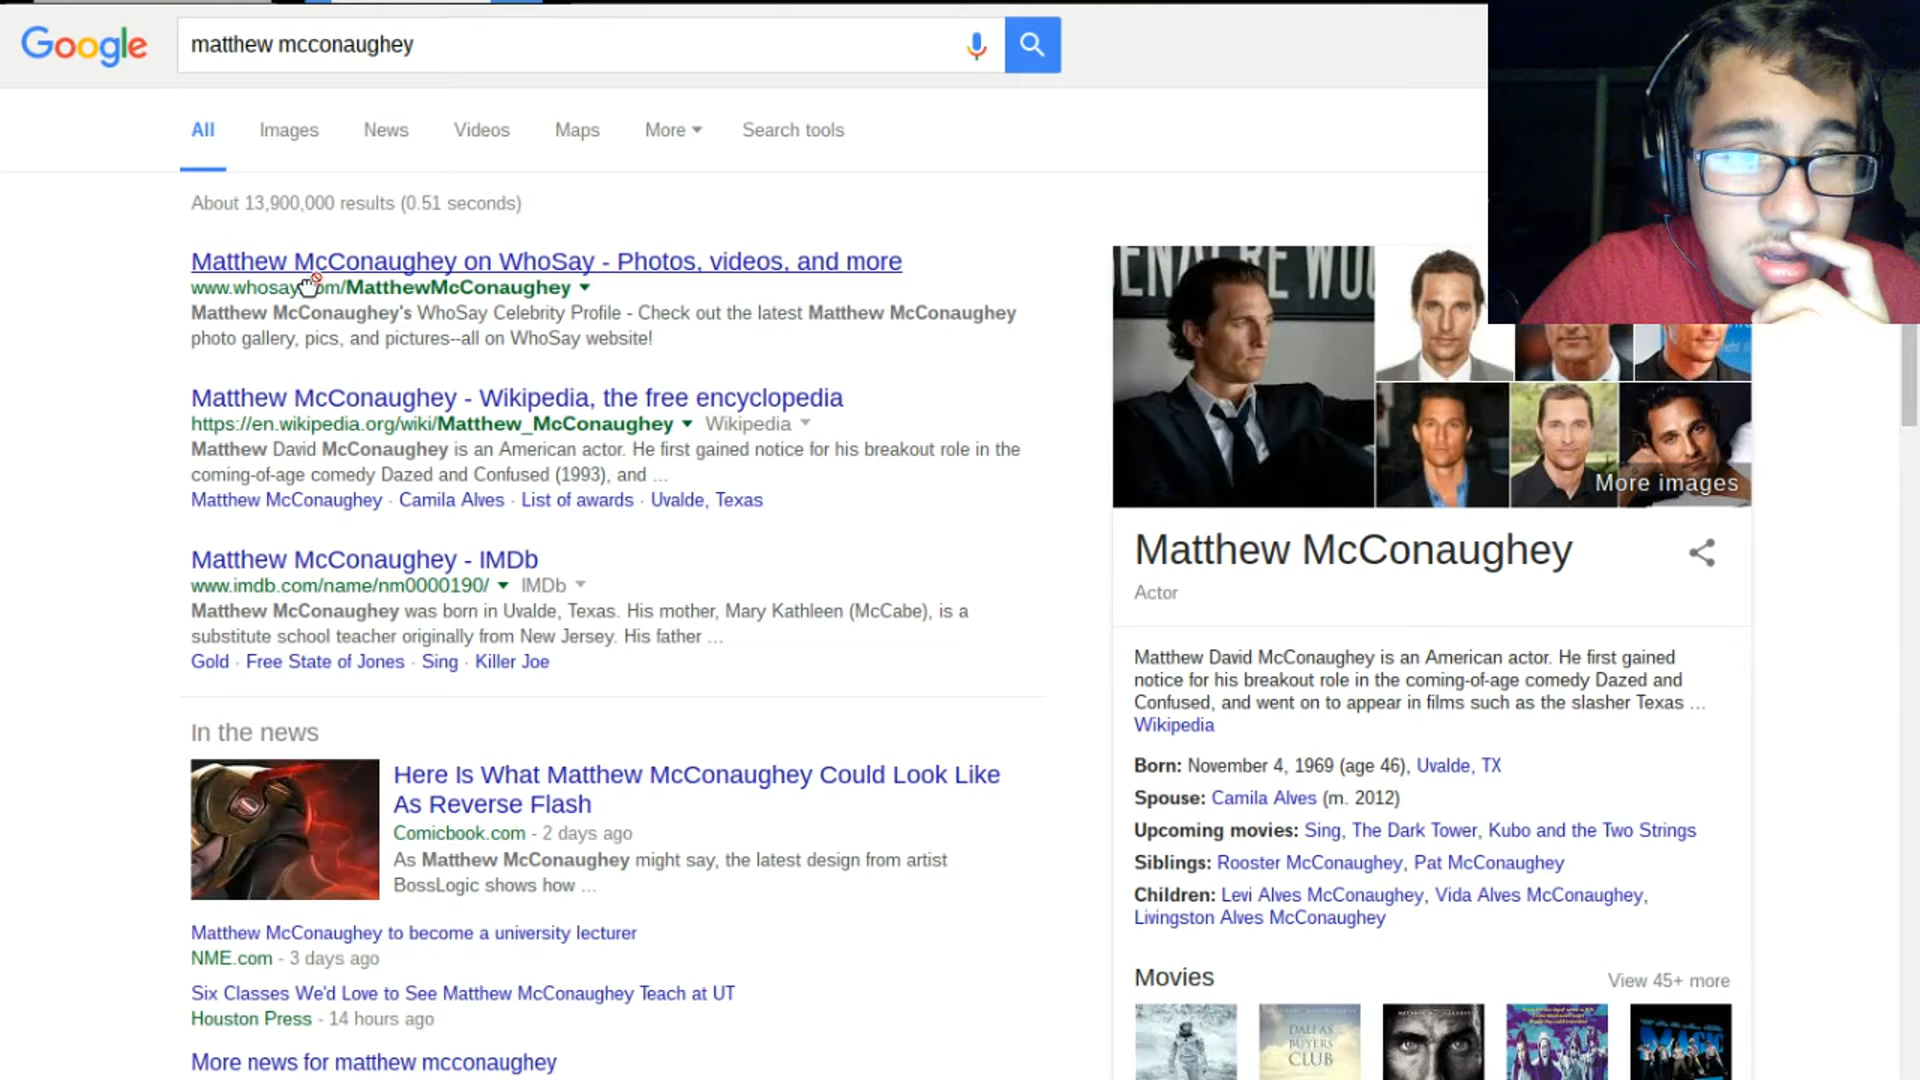 Google
matthew mcconaughey
All Images News Videos Maps More Search tools
About 13,900,000 results (0.51 seconds)
Matthew McConaughey on WhoSay - Photos, videos, and more
www.whosay.com/MatthewMcConaughey
Matthew McConaughey's WhoSay Celebrity Profile - Check out the latest Matthew McConaughey
photo gallery, pics, and pictures--all on WhoSay website!
Matthew McConaughey - Wikipedia, the free encyclopedia
https://en.wikipedia.org/wiki/Matthew_McConaughey Wikipedia
Matthew David McConaughey is an American actor. He first gained notice for his breakout role in the
coming-of-age comedy Dazed and Confused (1993), and ...
Matthew McConaughey · Camila Alves · List of awards · Uvalde, Texas
Matthew McConaughey - IMDb
www.imdb.com/name/nm0000190/ IMDb
Matthew McConaughey was born in Uvalde, Texas. His mother, Mary Kathleen (McCabe), is a
substitute school teacher originally from New Jersey. His father ...
Gold · Free State of Jones · Sing · Killer Joe
In the news
Here Is What Matthew McConaughey Could Look Like
As Reverse Flash
Comicbook.com - 2 days ago
As Matthew McConaughey might say, the latest design from artist
BossLogic shows how ...
Matthew McConaughey to become a university lecturer
NME.com - 3 days ago
Six Classes We'd Love to See Matthew McConaughey Teach at UT
Houston Press - 14 hours ago
More news for matthew mcconaughey
More images
Matthew McConaughey
Actor
Matthew David McConaughey is an American actor. He first gained
notice for his breakout role in the coming-of-age comedy Dazed and
Confused, and went on to appear in films such as the slasher Texas ...
Wikipedia
Born: November 4, 1969 (age 46), Uvalde, TX
Spouse: Camila Alves (m. 2012)
Upcoming movies: Sing, The Dark Tower, Kubo and the Two Strings
Siblings: Rooster McConaughey, Pat McConaughey
Children: Levi Alves McConaughey, Vida Alves McConaughey,
Livingston Alves McConaughey
Movies View 45+ more
DALLAS
BUYERS
CLUB